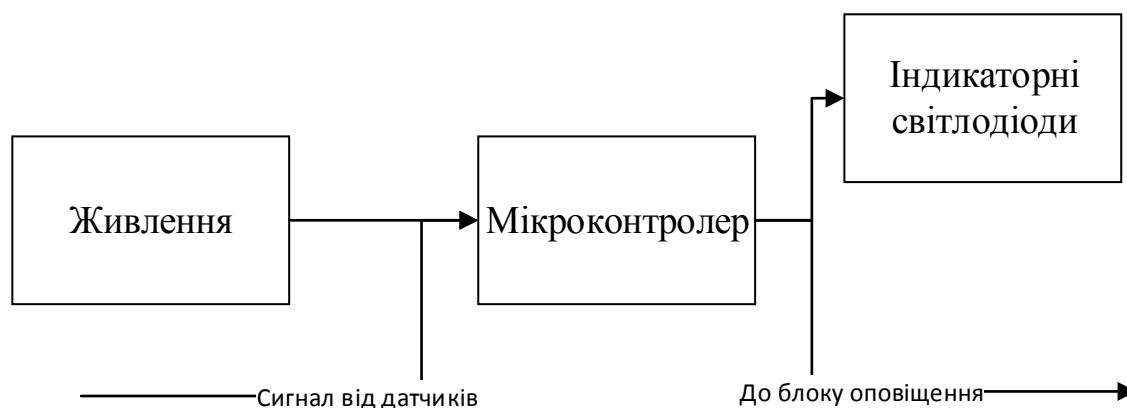 Індикаторні
світлодіоди
Живлення
Мікроконтролер
Сигнал від датчиків
До блоку оповіщення